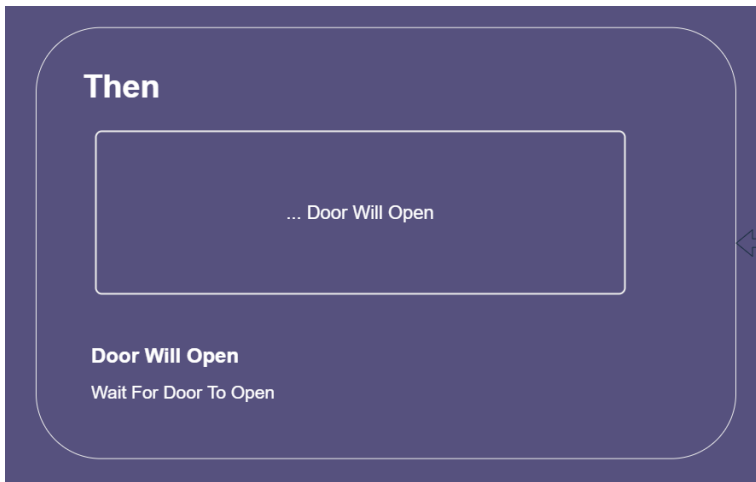 Then
... Door Will Open
Door Will Open
Wait For Door To Open